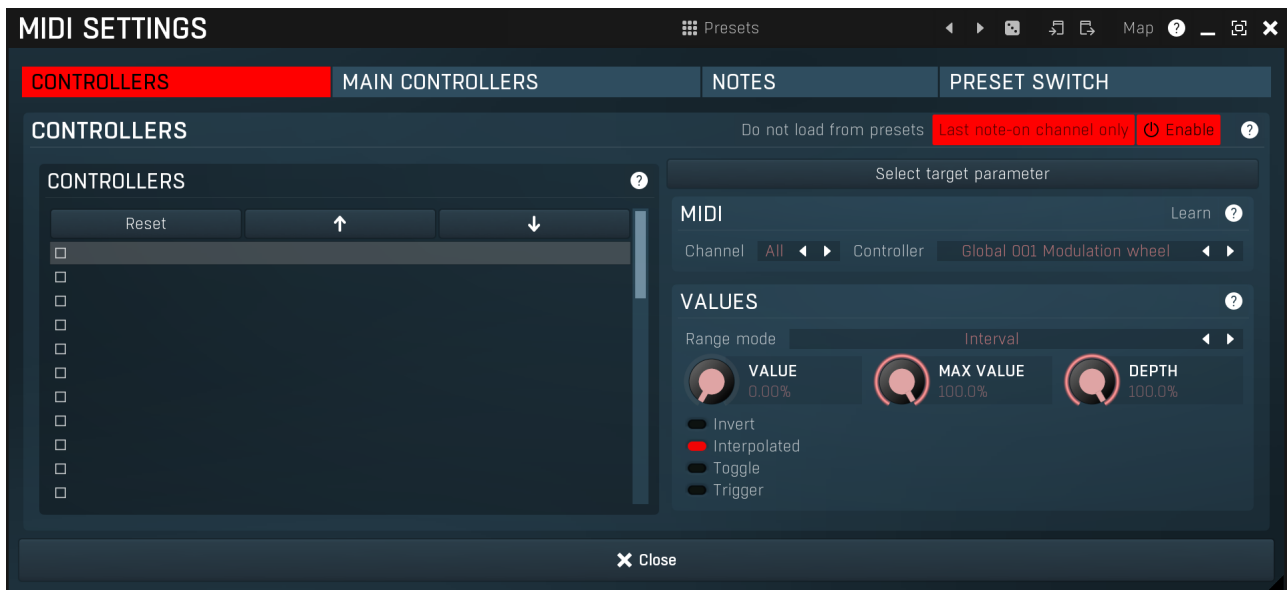 MIDI SETTINGS Presets Map ?
CONTROLLERS MAIN CONTROLLERS NOTES PRESET SWITCH
CONTROLLERS Do not load from presets Last note-on channel only Enable ?
CONTROLLERS ?
Reset
Select target parameter
MIDI Learn ?
Channel All Controller Global 001 Modulation wheel
VALUES ?
Range mode Interval
VALUE 0.00%
MAX VALUE 100.0%
DEPTH 100.0%
Invert
Interpolated
Toggle
Trigger
Close